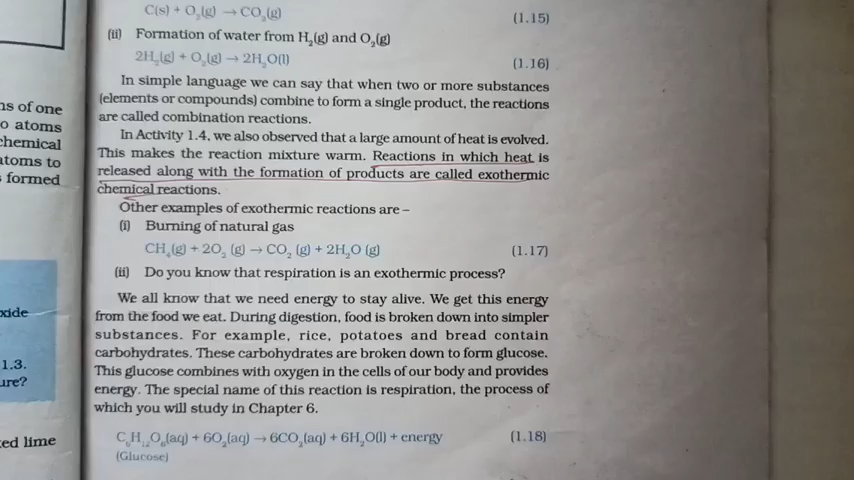 C(s) + O₂(g) → CO₂(g) (1.15)
(ii) Formation of water from H₂(g) and O₂(g)
2H₂(g) + O₂(g) → 2H₂O(l) (1.16)
In simple language we can say that when two or more substances
(elements or compounds) combine to form a single product, the reactions
are called combination reactions.
In Activity 1.4, we also observed that a large amount of heat is evolved.
This makes the reaction mixture warm. Reactions in which heat is
released along with the formation of products are called exothermic
chemical reactions.
Other examples of exothermic reactions are –
(i) Burning of natural gas
CH₄(g) + 2O₂ (g) → CO₂ (g) + 2H₂O (g) (1.17)
(ii) Do you know that respiration is an exothermic process?
We all know that we need energy to stay alive. We get this energy
from the food we eat. During digestion, food is broken down into simpler
substances. For example, rice, potatoes and bread contain
carbohydrates. These carbohydrates are broken down to form glucose.
This glucose combines with oxygen in the cells of our body and provides
energy. The special name of this reaction is respiration, the process of
which you will study in Chapter 6.
C₆H₁₂O₆(aq) + 6O₂(aq) → 6CO₂(aq) + 6H₂O(l) + energy (1.18)
(Glucose)
of one
o atoms
chemical
atoms to
formed
1.3.
lime